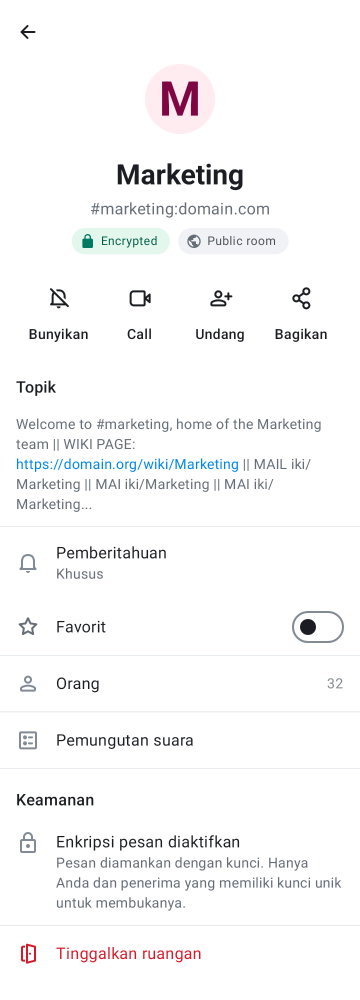 M
Marketing
#marketing:domain.com
Encrypted
Public room
Bunyikan
Call
Undang
Bagikan
Topik
Welcome to #marketing, home of the Marketing
team || WIKI PAGE:
https://domain.org/wiki/Marketing || MAIL iki/
Marketing || MAI iki/Marketing || MAI iki/
Marketing...
Pemberitahuan
Khusus
Favorit
Orang
32
Pemungutan suara
Keamanan
Enkripsi pesan diaktifkan
Pesan diamankan dengan kunci. Hanya
Anda dan penerima yang memiliki kunci unik
untuk membukanya.
Tinggalkan ruangan